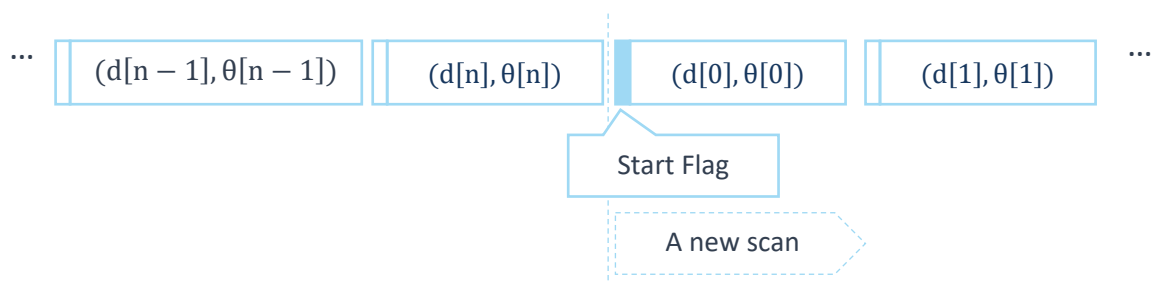 ... (d[n − 1], θ[n − 1]) (d[n], θ[n]) (d[0], θ[0]) (d[1], θ[1]) ...
Start Flag
A new scan